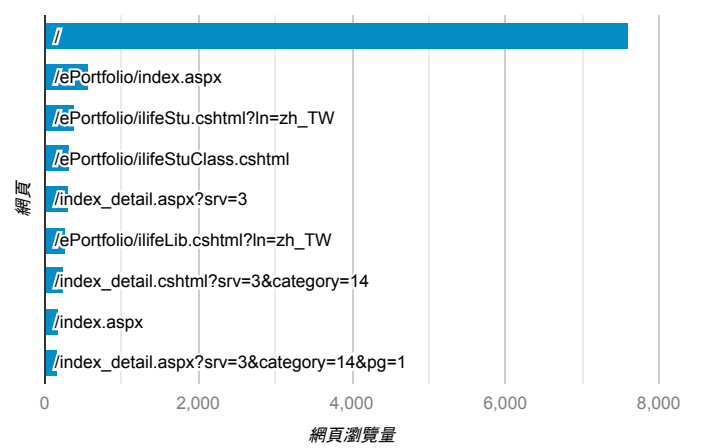 /
/ePortfolio/index.aspx
/ePortfolio/ilifeStu.cshtml?ln=zh_TW
/ePortfolio/ilifeStuClass.cshtml
/index_detail.aspx?srv=3
/ePortfolio/ilifeLib.cshtml?ln=zh_TW
/index_detail.cshtml?srv=3&category=14
/index.aspx
/index_detail.aspx?srv=3&category=14&pg=1
網頁
0 2,000 4,000 6,000 8,000
網頁瀏覽量